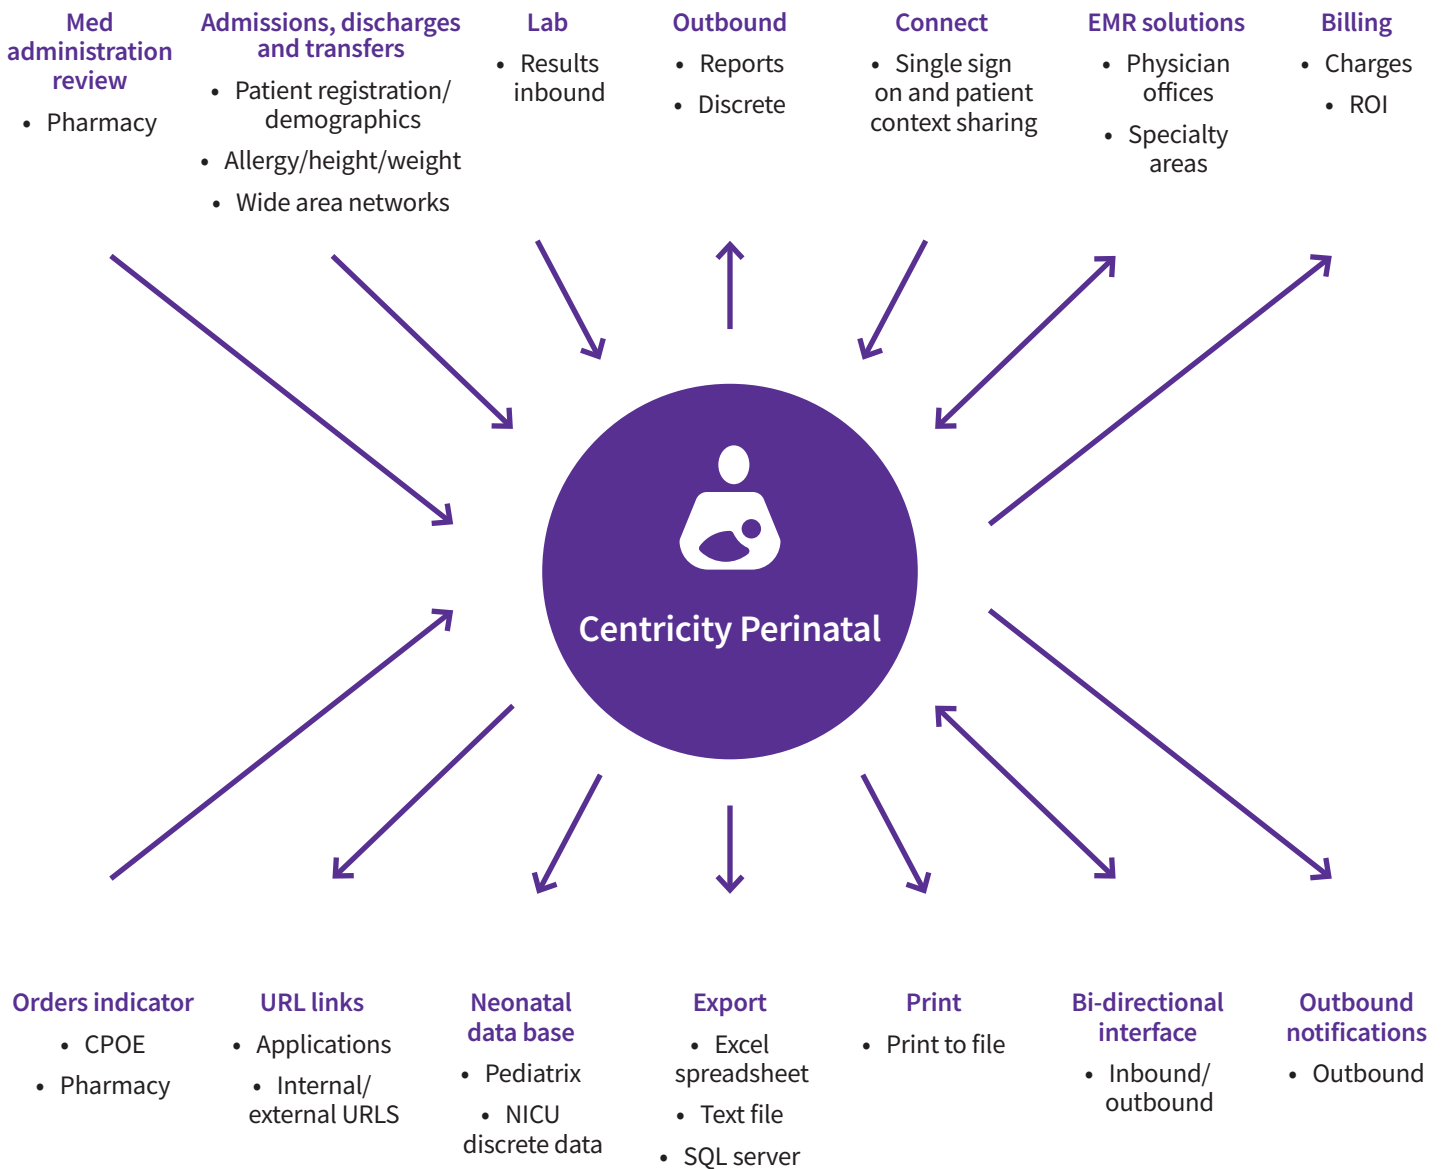 Med
administration
review
• Pharmacy
Admissions, discharges
and transfers
• Patient registration/
demographics
• Allergy/height/weight
• Wide area networks
Lab
• Results
inbound
Outbound
• Reports
• Discrete
Connect
• Single sign
on and patient
context sharing
EMR solutions
• Physician
offices
• Specialty
areas
Billing
• Charges
• ROI
Centricity Perinatal
Orders indicator
• CPOE
• Pharmacy
URL links
• Applications
• Internal/
external URLS
Neonatal
data base
• Pediatrix
• NICU
discrete data
Export
• Excel
spreadsheet
• Text file
• SQL server
Print
• Print to file
Bi-directional
interface
• Inbound/
outbound
Outbound
notifications
• Outbound